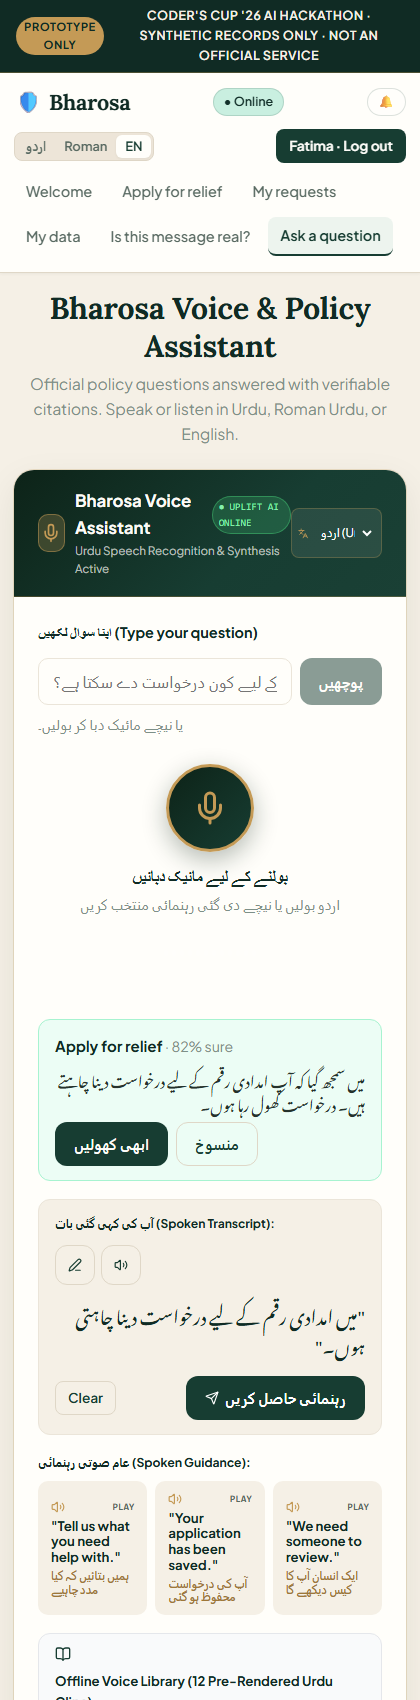 PROTOTYPE ONLY
CODER'S CUP '26 AI HACKATHON ·
SYNTHETIC RECORDS ONLY · NOT AN
OFFICIAL SERVICE
Bharosa
● Online
اردو
Roman
EN
Fatima · Log out
Welcome
Apply for relief
My requests
My data
Is this message real?
Ask a question
Bharosa Voice & Policy
Assistant
Official policy questions answered with verifiable
citations. Speak or listen in Urdu, Roman Urdu, or
English.
Bharosa Voice
Assistant
● UPLIFT AI
ONLINE
Urdu Speech Recognition & Synthesis
Active
اردو (U
اپنا سوال لکھیں (Type your question)
کے لیے کون درخواست دے سکتا ہے؟
پوچھیں
یا نیچے مائیک دبا کر بولیں۔
بولنے کے لیے مائیک دبائیں
اردو بولیں یا نیچے دی گئی رہنمائی منتخب کریں
Apply for relief · 82% sure
میں سمجھ گیا کہ آپ امدادی رقم کے لیے درخواست دینا چاہتے
ہیں۔ درخواست کھول رہا ہوں۔
ابھی کھولیں
منسوخ
آپ کی کہی گئی بات (Spoken Transcript):
"میں امدادی رقم کے لیے درخواست دینا چاہتی
ہوں۔"
Clear
رہنمائی حاصل کریں
عام صوتی رہنمائی (Spoken Guidance):
PLAY
"Tell us what
you need
help with."
ہمیں بتائیں کہ کیا
مدد چاہیے
PLAY
"Your
application
has been
saved."
آپ کی درخواست
محفوظ ہو گئی
PLAY
"We need
someone to
review."
ایک انسان آپ کا
کیس دیکھے گا
Offline Voice Library (12 Pre-Rendered Urdu